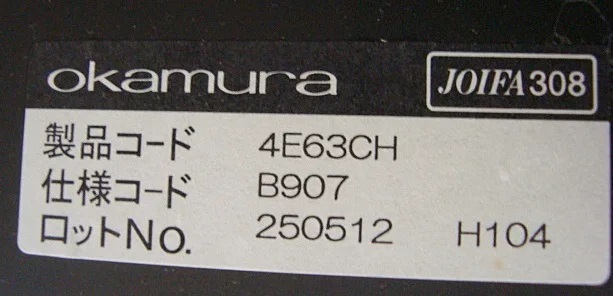 okamura JOIFA308
製品コード 4E63CH
仕様コード B907
ロットNo. 250512 H104